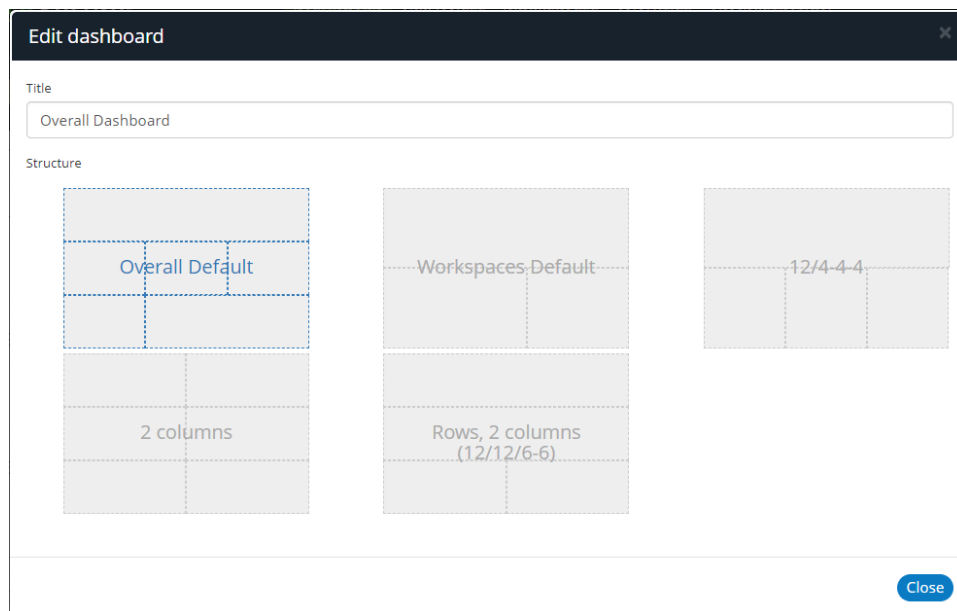 Edit dashboard
×
Title
Overall Dashboard
Structure
Overall Default
Workspaces Default
12/4-4-4
2 columns
Rows, 2 columns
(12/12/6-6)
Close